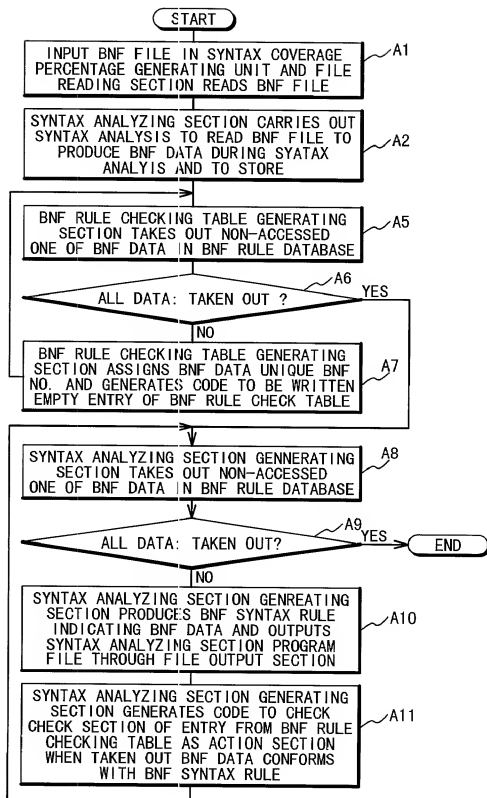 START
INPUT BNF FILE IN SYNTAX COVERAGE
PERCENTAGE GENERATING UNIT AND FILE
READING SECTION READS BNF FILE
A1
SYNTAX ANALYZING SECTION CARRIES OUT
SYNTAX ANALYSIS TO READ BNF FILE TO
PRODUCE BNF DATA DURING SYATAX
ANALYIS AND TO STORE
A2
BNF RULE CHECKING TABLE GENERATING
SECTION TAKES OUT NON-ACCESSED
ONE OF BNF DATA IN BNF RULE DATABASE
A5
ALL DATA: TAKEN OUT ?
A6
YES
NO
BNF RULE CHECKING TABLE GENERATING
SECTION ASSIGNS BNF DATA UNIQUE BNF
NO. AND GENERATES CODE TO BE WRITTEN
EMPTY ENTRY OF BNF RULE CHECK TABLE
A7
SYNTAX ANALYZING SECTION GENNERATING
SECTION TAKES OUT NON-ACCESSED
ONE OF BNF DATA IN BNF RULE DATABASE
A8
ALL DATA: TAKEN OUT?
A9
YES
END
NO
SYNTAX ANALYZING SECTION GENREATING
SECTION PRODUCES BNF SYNTAX RULE
INDICATING BNF DATA AND OUTPUTS
SYNTAX ANALYZING SECTION PROGRAM
FILE THROUGH FILE OUTPUT SECTION
A10
SYNTAX ANALYZING SECTION GENERATING
SECTION GENERATES CODE TO CHECK
CHECK SECTION OF ENTRY FROM BNF RULE
CHECKING TABLE AS ACTION SECTION
WHEN TAKEN OUT BNF DATA CONFORMS
WITH BNF SYNTAX RULE
A11